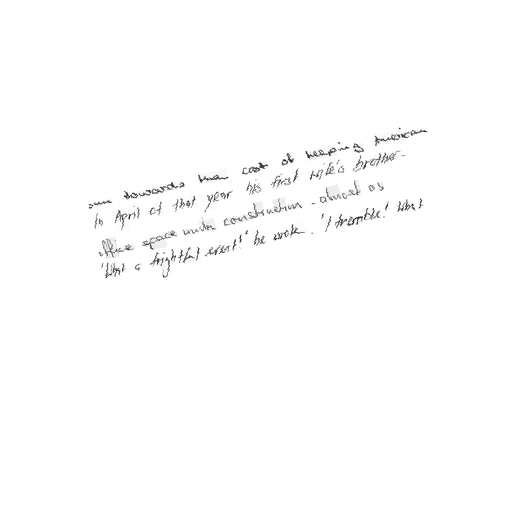 sum towards the cost of keeping American
In April of that year his first wife's brother-
office space under construction - almost as
'What a frightful event!' he wrote. 'I tremble.' What